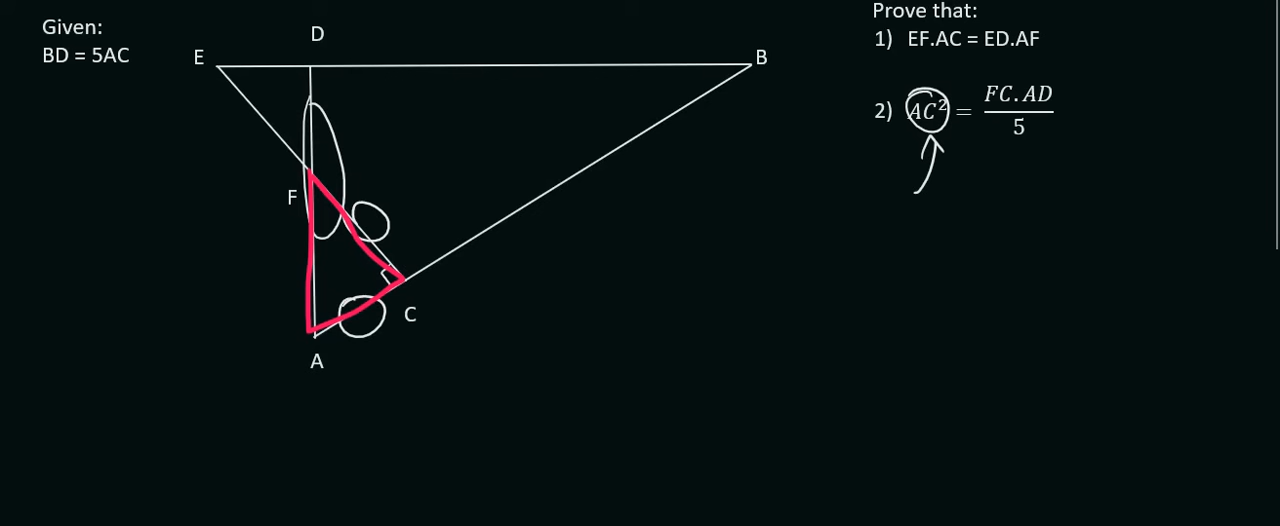 Given:
BD = 5AC
D
E
B
F
C
A
Prove that:
1) EF.AC = ED.AF
2) AC² = FC.AD
5